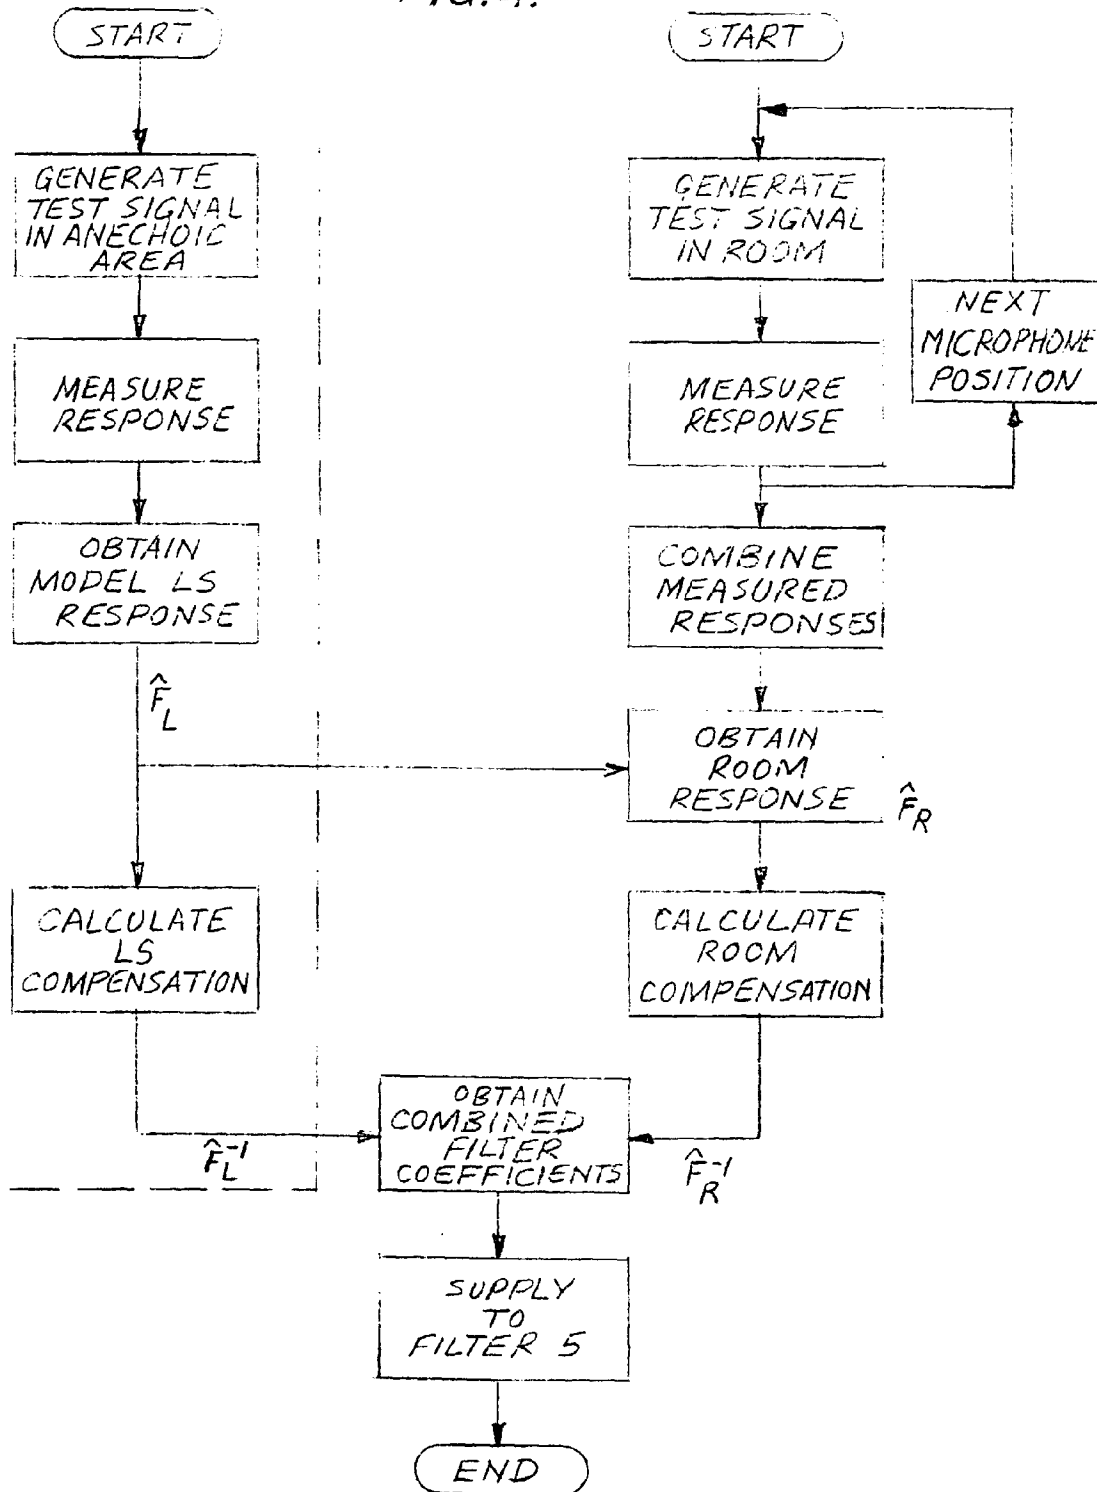 FIG.4.
START
GENERATE
TEST SIGNAL
IN ANECHOIC
AREA
MEASURE
RESPONSE
OBTAIN
MODEL LS
RESPONSE
F̂L
CALCULATE
LS
COMPENSATION
F̂L⁻¹
START
GENERATE
TEST SIGNAL
IN ROOM
NEXT
MICROPHONE
POSITION
MEASURE
RESPONSE
COMBINE
MEASURED
RESPONSES
OBTAIN
ROOM
RESPONSE
F̂R
CALCULATE
ROOM
COMPENSATION
F̂R⁻¹
OBTAIN
COMBINED
FILTER
COEFFICIENTS
SUPPLY
TO
FILTER 5
END